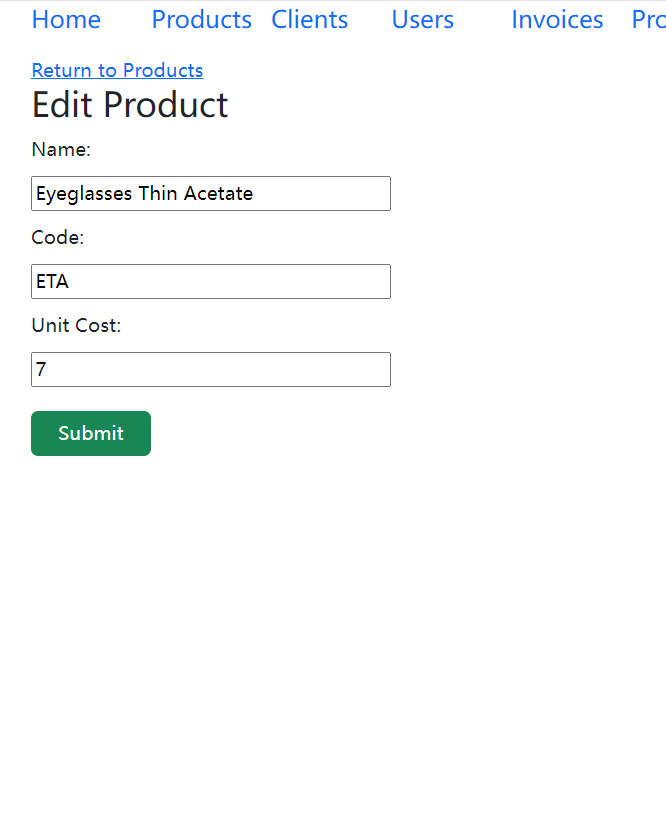 Home Products Clients Users Invoices Pro
Return to Products
Edit Product
Name:
Eyeglasses Thin Acetate
Code:
ETA
Unit Cost:
7
Submit